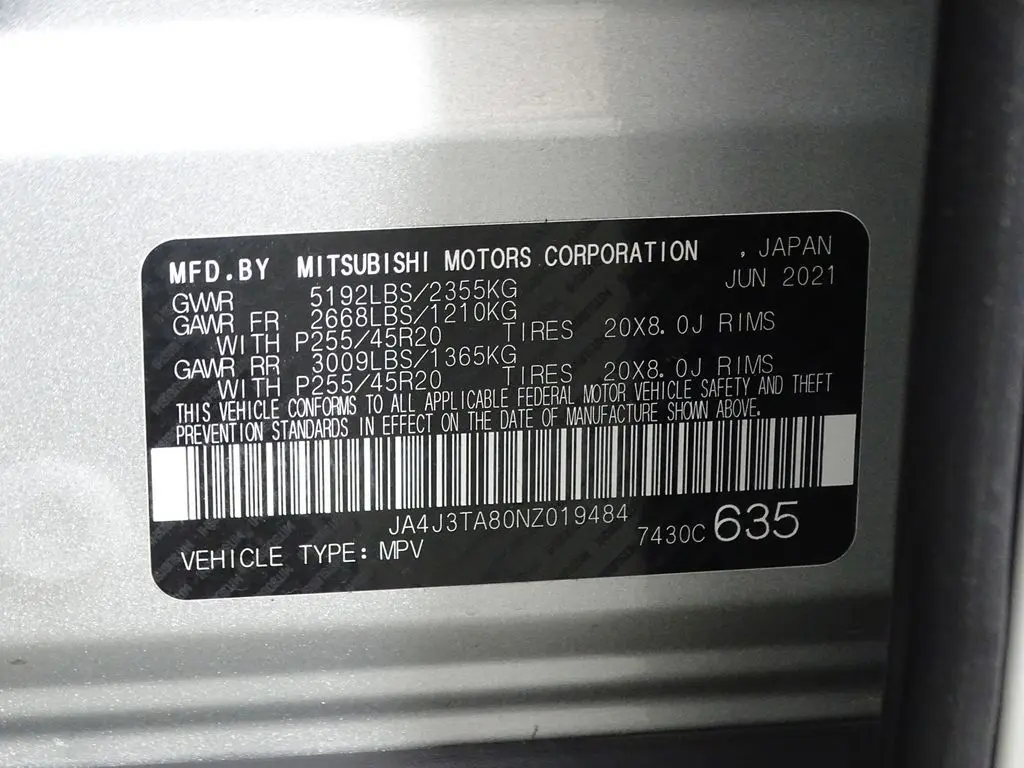 MFD.BY MITSUBISHI MOTORS CORPORATION , JAPAN
JUN 2021
GVWR 5192LBS/2355KG
GAWR FR 2668LBS/1210KG
WITH P255/45R20 TIRES 20X8.0J RIMS
GAWR RR 3009LBS/1365KG
WITH P255/45R20 TIRES 20X8.0J RIMS
THIS VEHICLE CONFORMS TO ALL APPLICABLE FEDERAL MOTOR VEHICLE SAFETY AND THEFT
PREVENTION STANDARDS IN EFFECT ON THE DATE OF MANUFACTURE SHOWN ABOVE.
JA4J3TA80NZ019484
7430C 635
VEHICLE TYPE: MPV